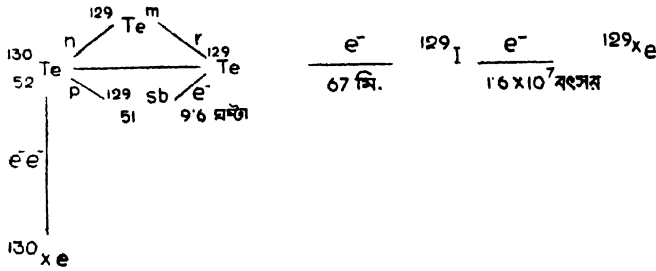 129 Te m
n r
130 52 Te 129 Te e⁻ 129 I e⁻ 129 xe
p 129 51 sb e⁻ 67 মি. 1·6 × 10⁷ বৎসর
9·6 ঘন্টা
e⁻e⁻
130 xe